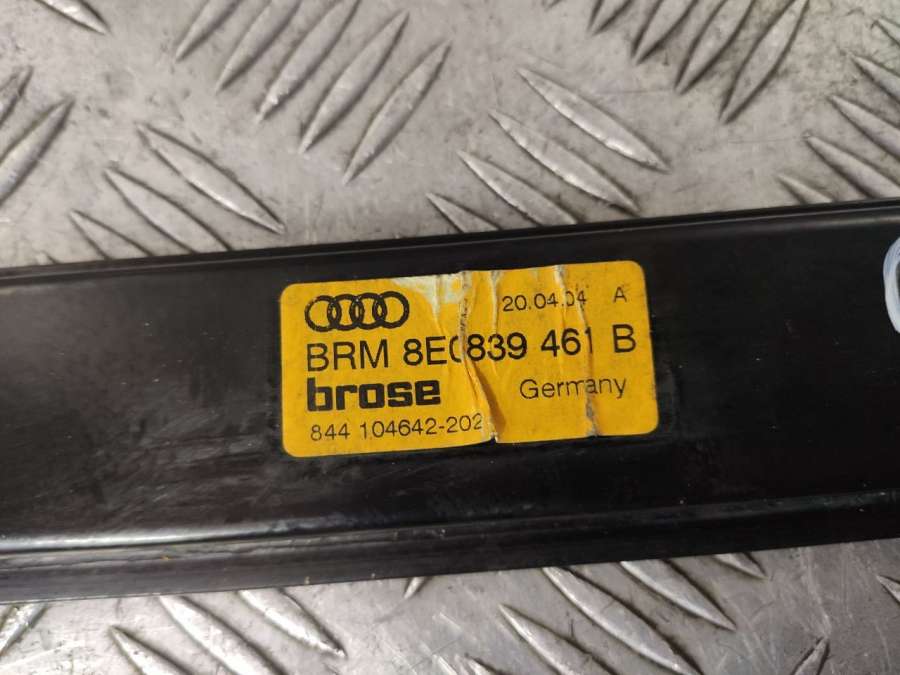 20.04.04 A
BRM 8E0839 461 B
brose Germany
844 104642-202